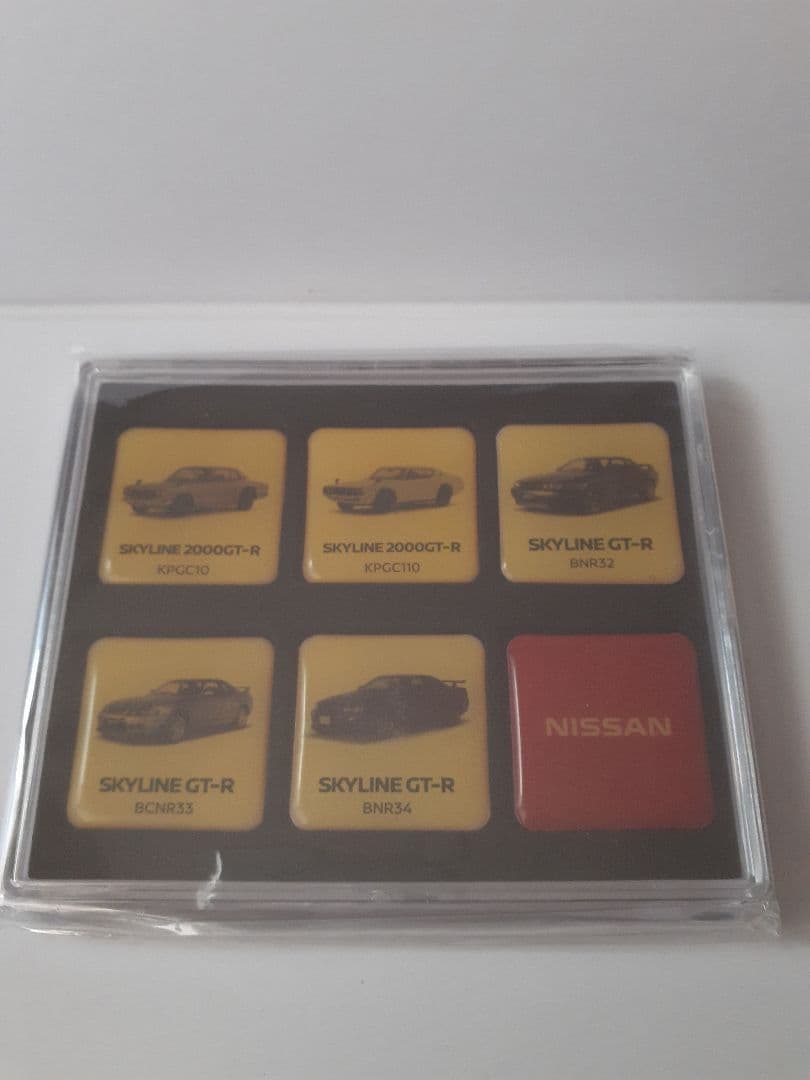 SKYLINE 2000GT-R
KPGC10
SKYLINE 2000GT-R
KPGC110
SKYLINE GT-R
BNR32
SKYLINE GT-R
BCNR33
SKYLINE GT-R
BNR34
NISSAN